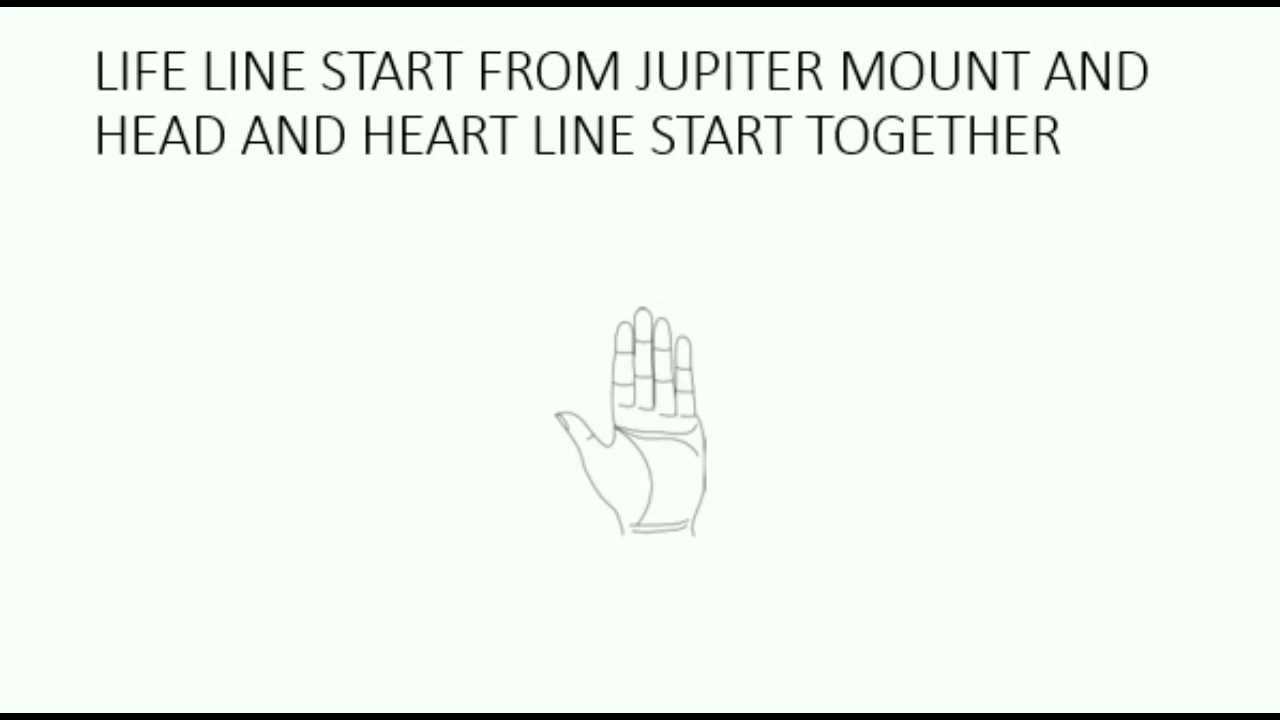 LIFE LINE START FROM JUPITER MOUNT AND
HEAD AND HEART LINE START TOGETHER